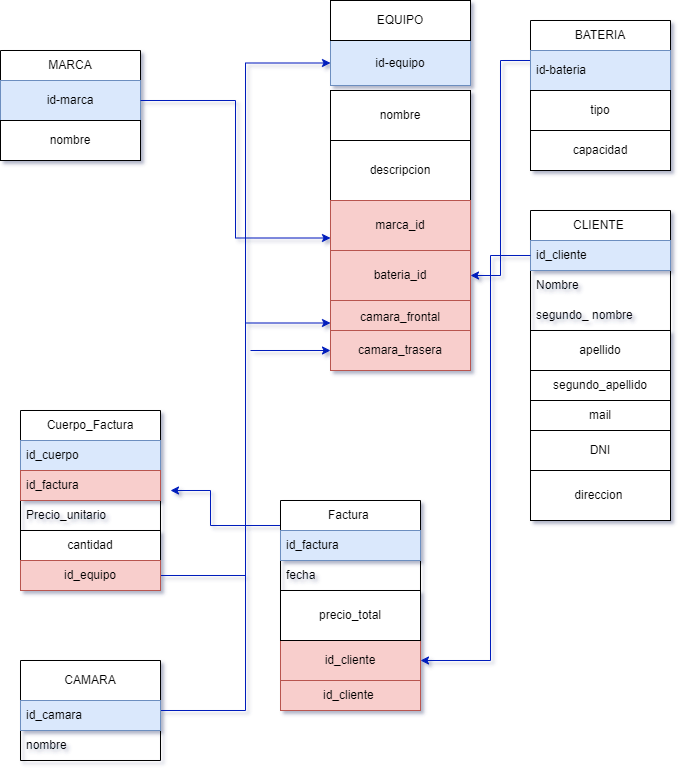 EQUIPO
id-equipo
nombre
descripcion
marca_id
bateria_id
camara_frontal
camara_trasera
MARCA
id-marca
nombre
BATERIA
id-bateria
tipo
capacidad
CLIENTE
id_cliente
Nombre
segundo_ nombre
apellido
segundo_apellido
mail
DNI
direccion
Cuerpo_Factura
id_cuerpo
id_factura
Precio_unitario
cantidad
id_equipo
Factura
id_factura
fecha
precio_total
id_cliente
id_cliente
CAMARA
id_camara
nombre